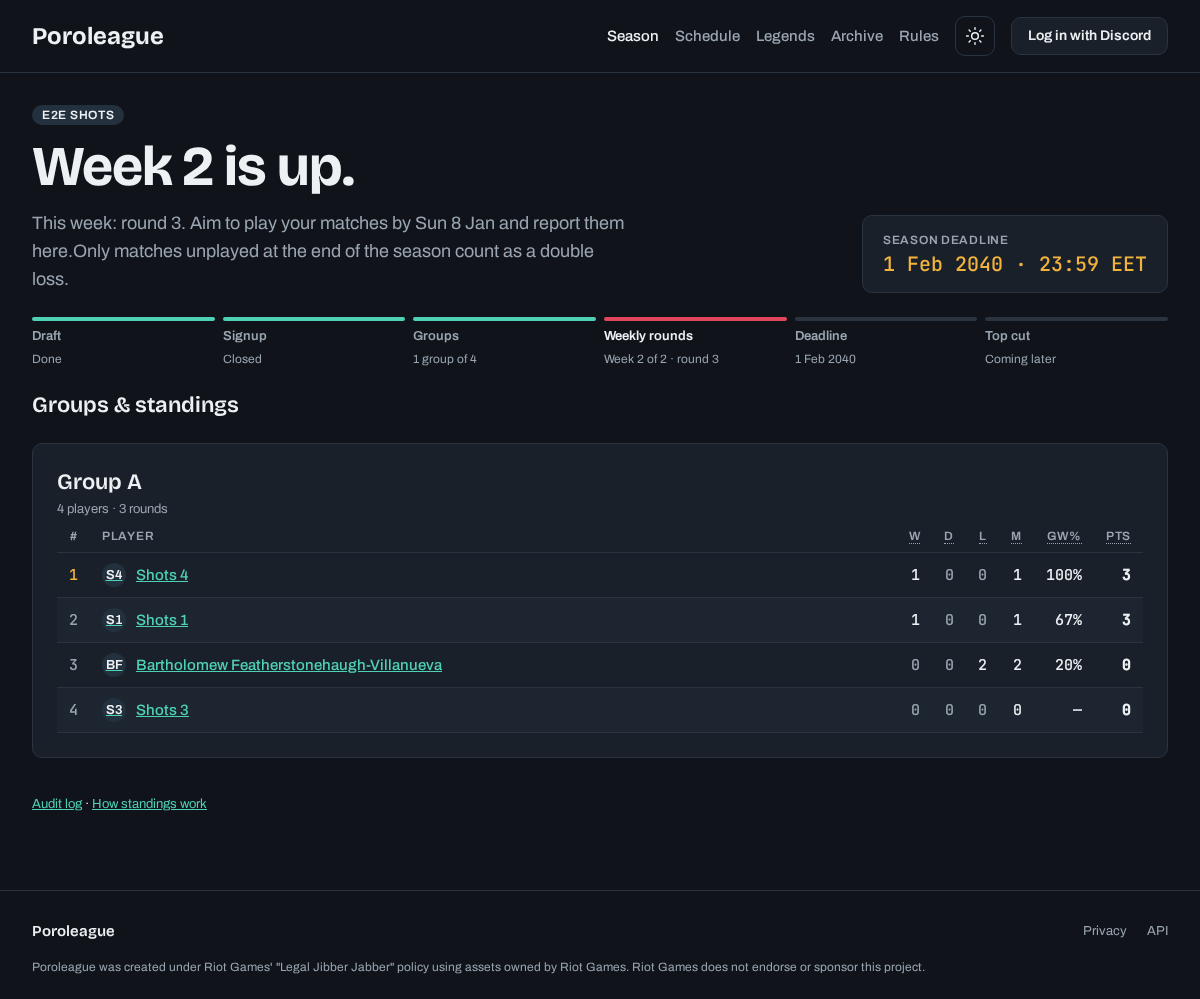 Poroleague
Season Schedule Legends Archive Rules Log in with Discord
E2E SHOTS
Week 2 is up.
This week: round 3. Aim to play your matches by Sun 8 Jan and report them
here.Only matches unplayed at the end of the season count as a double
loss.
SEASON DEADLINE
1 Feb 2040 · 23:59 EET
Draft Signup Groups Weekly rounds Deadline Top cut
Done Closed 1 group of 4 Week 2 of 2 · round 3 1 Feb 2040 Coming later
Groups & standings
Group A
4 players · 3 rounds
# PLAYER W D L M GW% PTS
1 S4 Shots 4 1 0 0 1 100% 3
2 S1 Shots 1 1 0 0 1 67% 3
3 BF Bartholomew Featherstonehaugh-Villanueva 0 0 2 2 20% 0
4 S3 Shots 3 0 0 0 0 — 0
Audit log · How standings work
Poroleague Privacy API
Poroleague was created under Riot Games' "Legal Jibber Jabber" policy using assets owned by Riot Games. Riot Games does not endorse or sponsor this project.